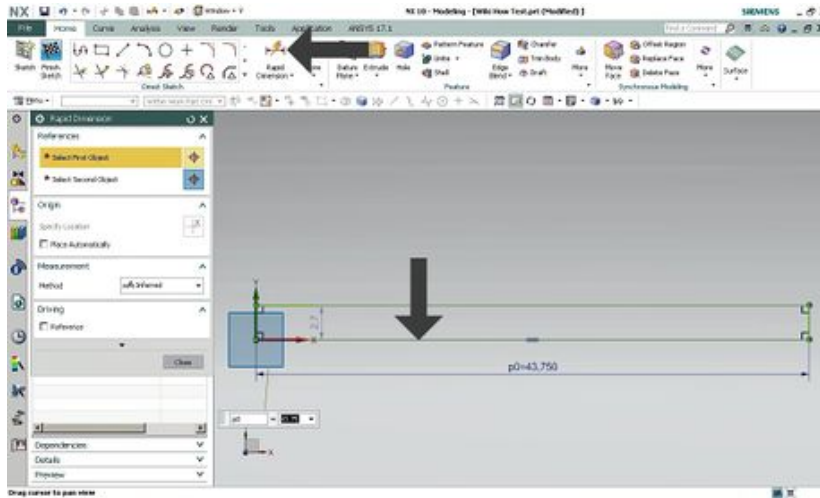 NX
Window
NX 10 - Modeling - [Wiki How Test.prt (Modified) ]
SIEMENS
File Home Curve Analysis View Render Tools Application ANSYS 17.1
Find a Command
Sketch Finish Sketch
Rapid Dimension
Datum Plane Extrude Hole
Pattern Feature
Unite
Shell
Edge Blend
Chamfer
Trim Body
Draft
More
Move Face
Offset Region
Replace Face
Delete Face
More
Surface
Direct Sketch
Feature
Synchronous Modeling
Menu
Rapid Dimension
References
* Select First Object
* Select Second Object
Origin
Specify Location
Place Automatically
Measurement
Method
Inferred
Driving
Reference
Close
Dependencies
Details
Preview
Y
X
p0=43,750
p0
X
Drag cursor to pan view